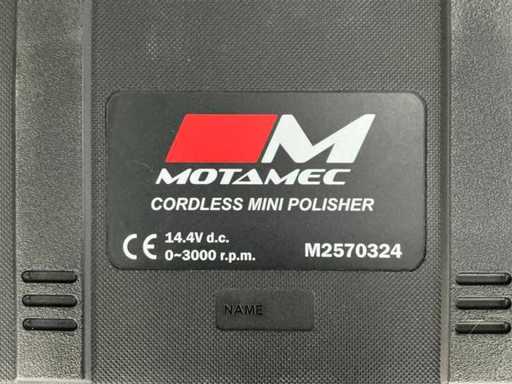 M
MOTAMEC
CORDLESS MINI POLISHER
CE 14.4V d.c.
0~3000 r.p.m.
M2570324
NAME